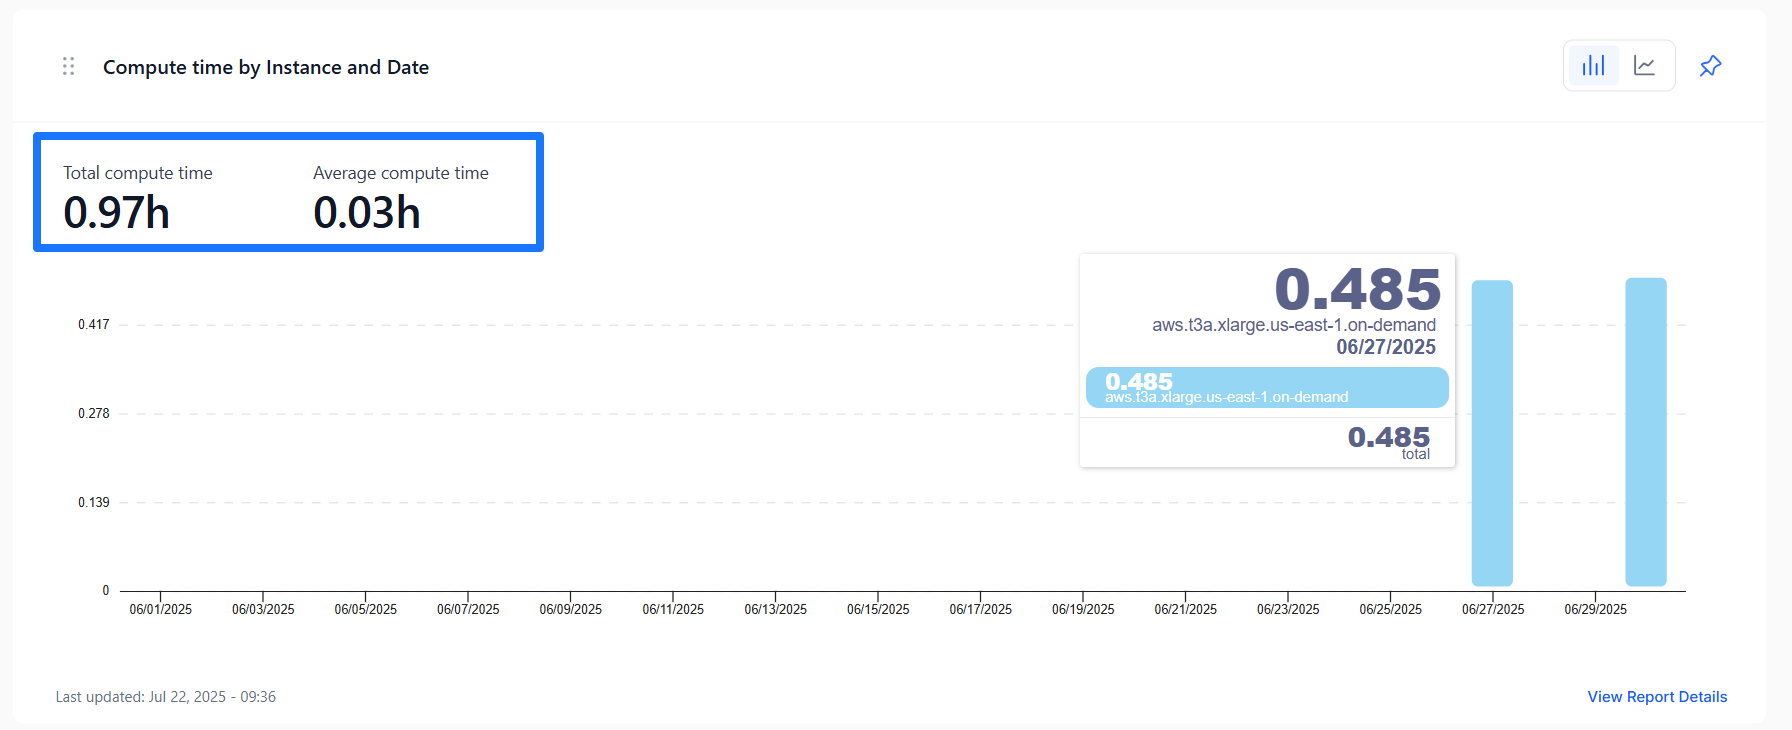 Compute time by Instance and Date
Total compute time
Average compute time
0.97h
0.03h
0.485
aws.t3a.xlarge.us-east-1.on-demand
06/27/2025
0.485
aws.t3a.xlarge.us-east-1.on-demand
0.485
total
0.417
0.278
0.139
0
06/01/2025
06/03/2025
06/05/2025
06/07/2025
06/09/2025
06/11/2025
06/13/2025
06/15/2025
06/17/2025
06/19/2025
06/21/2025
06/23/2025
06/25/2025
06/27/2025
06/29/2025
Last updated: Jul 22, 2025 - 09:36
View Report Details